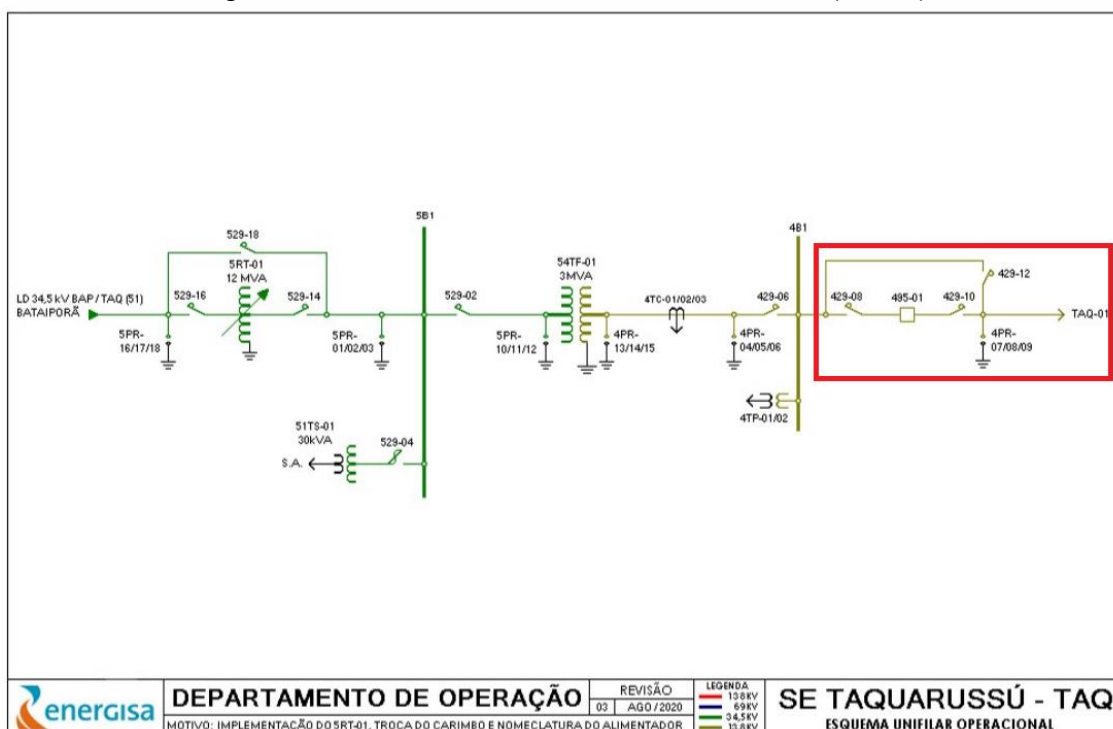 5B1
4B1
529-18
5RT-01
12 MVA
54TF-01
3MVA
429-12
LD 34,5 kV BAP / TAQ (51)
BATAIPORÃ
529-16
529-14
529-02
4TC-01/02/03
429-06
429-08
495-01
429-10
TAQ-01
5PR-
16/17/18
5PR-
01/02/03
5PR-
10/11/12
4PR-
13/14/15
4PR-
04/05/06
4PR-
07/08/09
4TP-01/02
51TS-01
30kVA
529-04
S.A.
energisa
DEPARTAMENTO DE OPERAÇÃO
REVISÃO
03 AGO / 2020
MOTIVO: IMPLEMENTAÇÃO DO 5RT-01, TROCA DO CARIMBO E NOMECLATURA DO ALIMENTADOR
LEGENDA
138KV
69KV
34,5KV
13,8KV
SE TAQUARUSSÚ - TAQ
ESQUEMA UNIFILAR OPERACIONAL